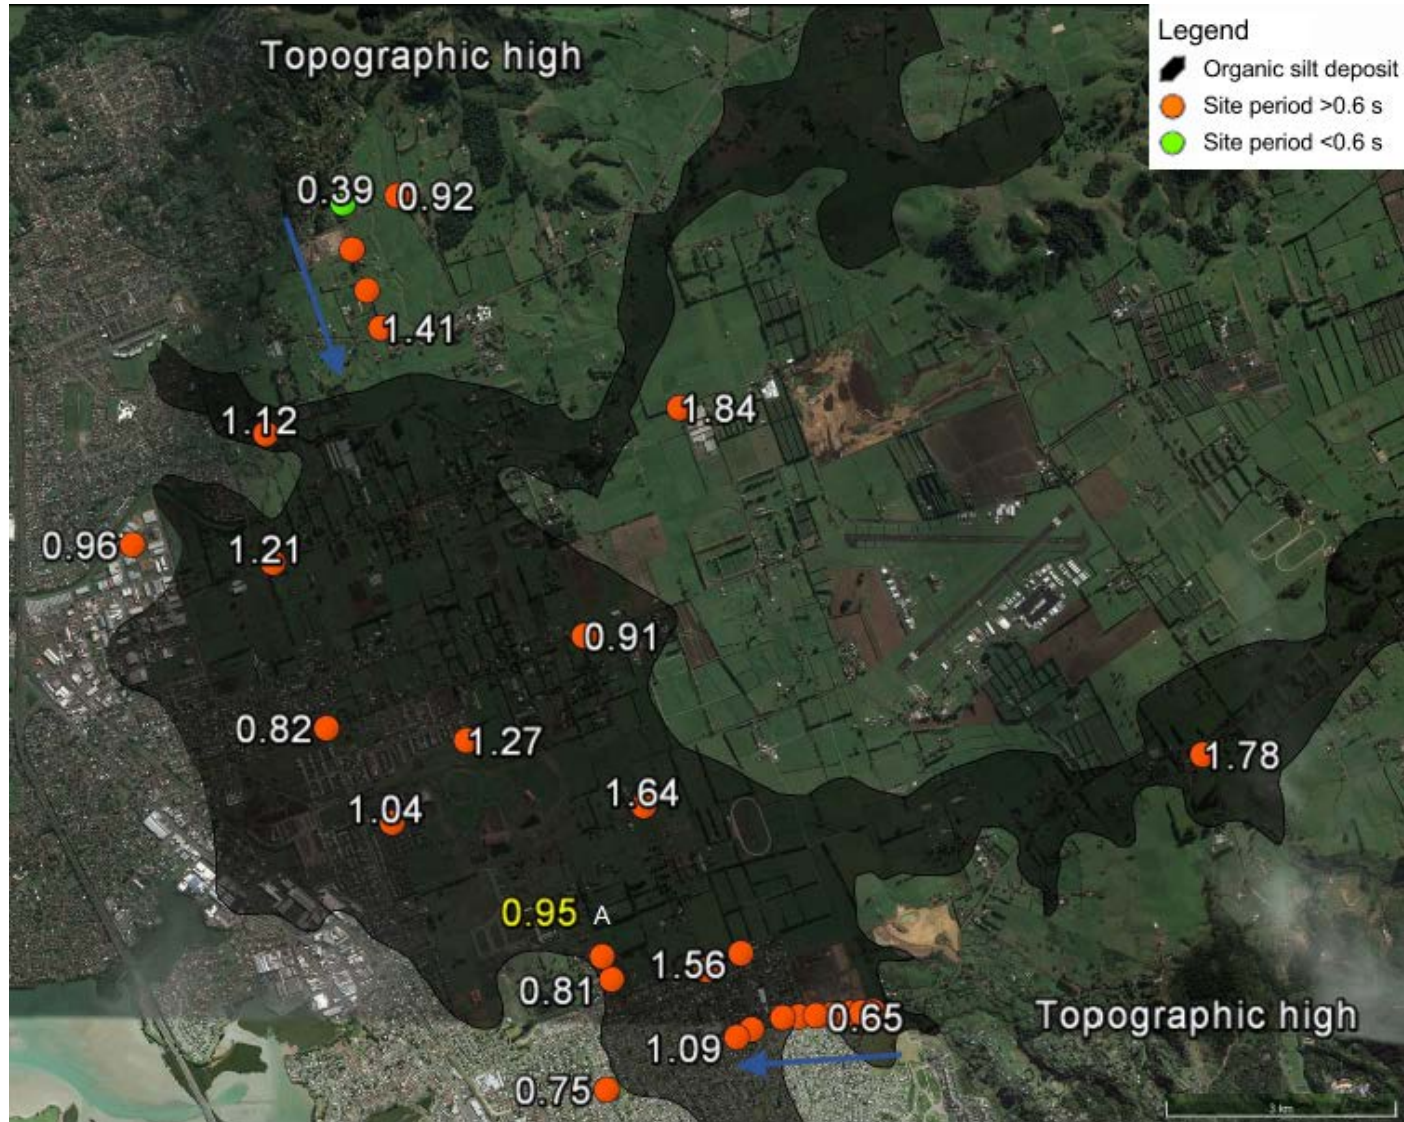 Topographic high
Legend
Organic silt deposit
Site period >0.6 s
Site period <0.6 s
0.39
0.92
1.41
1.12
1.84
0.96
1.21
0.91
0.82
1.27
1.78
1.04
1.64
0.95 A
0.81
1.56
0.65
Topographic high
1.09
0.75
3 km